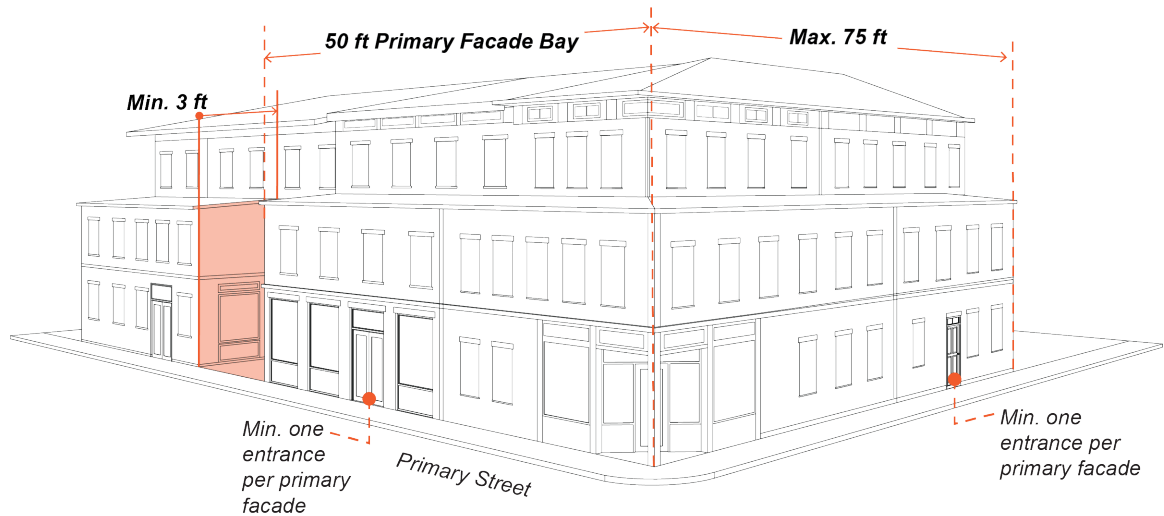 50 ft Primary Facade Bay
Max. 75 ft
Min. 3 ft
Min. one
entrance
per primary
facade
Primary Street
Min. one
entrance per
primary facade